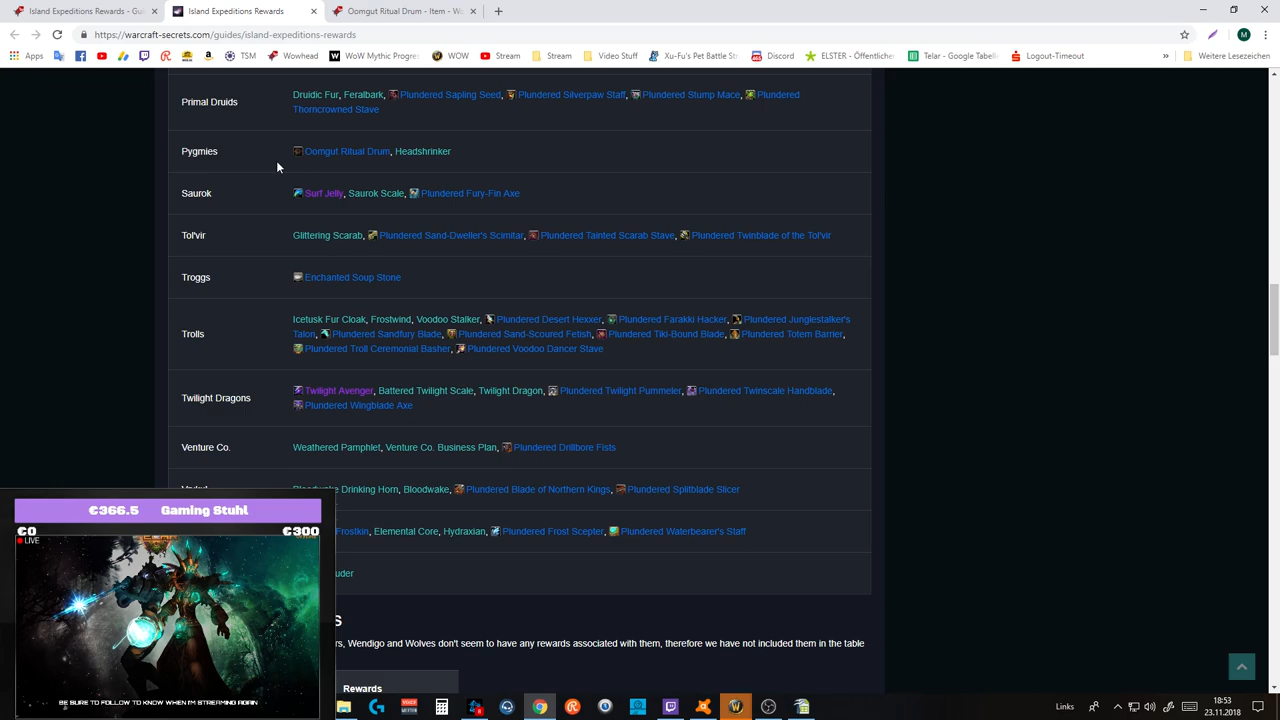 Island Expeditions Rewards - Gui
Island Expeditions Rewards
Oomgut Ritual Drum - Item - Wo
https://warcraft-secrets.com/guides/island-expeditions-rewards
Apps
TSM
Wowhead
WoW Mythic Progres
WOW
Stream
Stream
Video Stuff
Xu-Fu's Pet Battle Str
Discord
ELSTER - Öffentlicher
Telar - Google Tabelle
Logout-Timeout
»
Weitere Lesezeichen
Primal Druids
Druidic Fur, Feralbark, Plundered Sapling Seed, Plundered Silverpaw Staff, Plundered Stump Mace, Plundered
Thorncrowned Stave
Pygmies
Oomgut Ritual Drum, Headshrinker
Saurok
Surf Jelly, Saurok Scale, Plundered Fury-Fin Axe
Tol'vir
Glittering Scarab, Plundered Sand-Dweller's Scimitar, Plundered Tainted Scarab Stave, Plundered Twinblade of the Tol'vir
Troggs
Enchanted Soup Stone
Trolls
Icetusk Fur Cloak, Frostwind, Voodoo Stalker, Plundered Desert Hexxer, Plundered Farakki Hacker, Plundered Junglestalker's
Talon, Plundered Sandfury Blade, Plundered Sand-Scoured Fetish, Plundered Tiki-Bound Blade, Plundered Totem Barrier,
Plundered Troll Ceremonial Basher, Plundered Voodoo Dancer Stave
Twilight Dragons
Twilight Avenger, Battered Twilight Scale, Twilight Dragon, Plundered Twilight Pummeler, Plundered Twinscale Handblade,
Plundered Wingblade Axe
Venture Co.
Weathered Pamphlet, Venture Co. Business Plan, Plundered Drillbore Fists
Drinking Horn, Bloodwake, Plundered Blade of Northern Kings, Plundered Splitblade Slicer
Frostkin, Elemental Core, Hydraxian, Plundered Frost Scepter, Plundered Waterbearer's Staff
uder
s
rs, Wendigo and Wolves don't seem to have any rewards associated with them, therefore we have not included them in the table
Rewards
€366.5 Gaming Stuhl
€0 €300
LIVE
BE SURE TO FOLLOW TO KNOW WHEN I'M STREAMING AGAIN
Links
18:53
23.11.2018